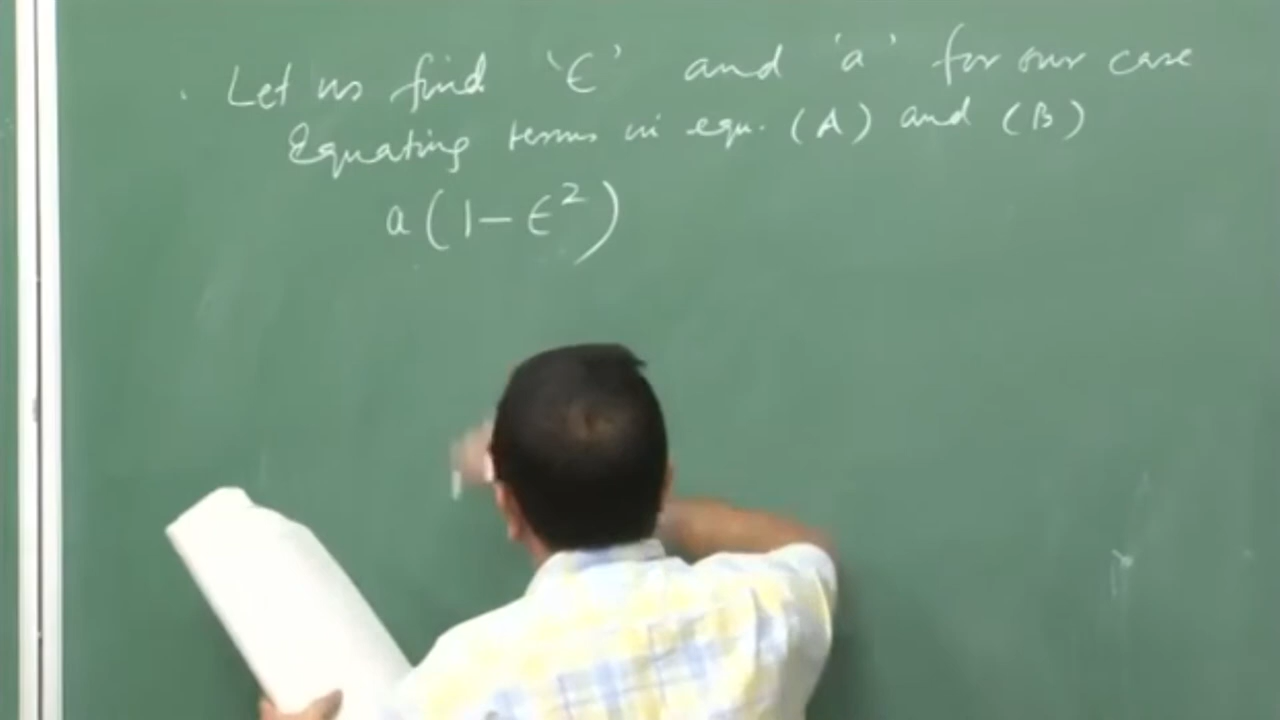 Let us find 'ϵ' and 'a' for our case
Equating terms in equ. (A) and (B)
a(1-ϵ²)